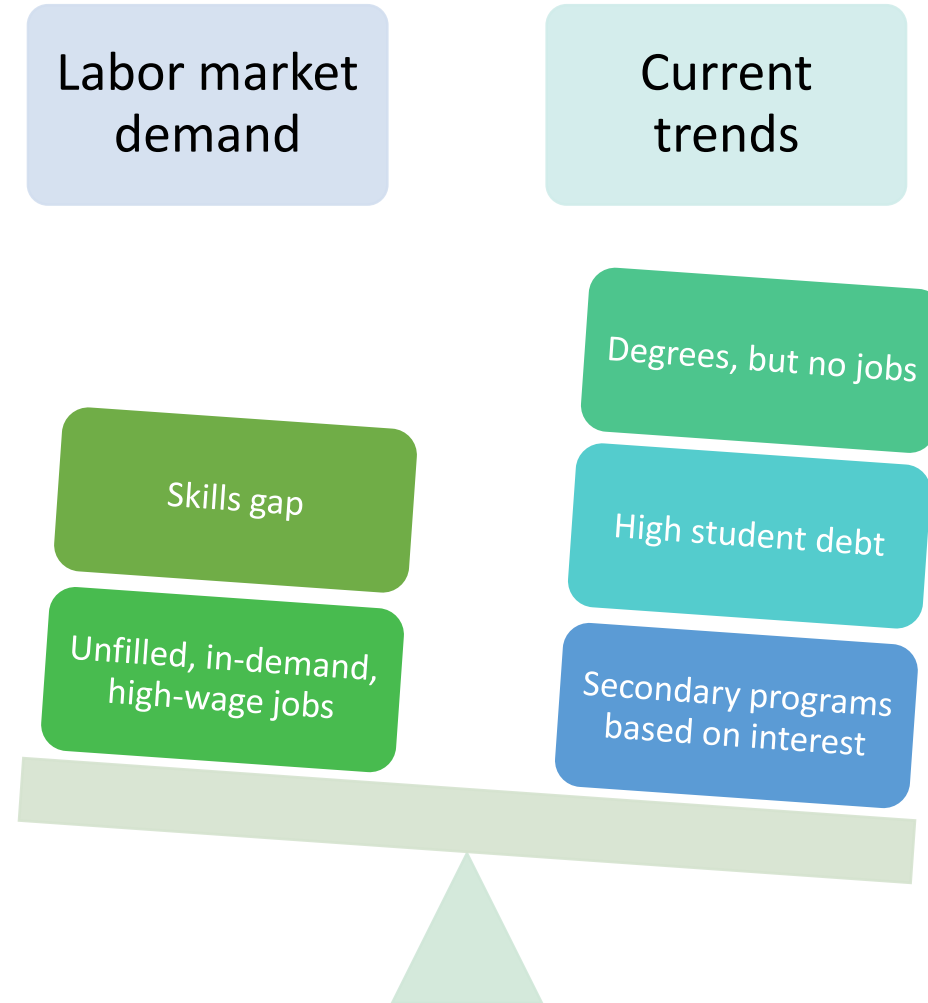 Labor market
demand
Current
trends
Degrees, but no jobs
Skills gap
High student debt
Unfilled, in-demand,
high-wage jobs
Secondary programs
based on interest